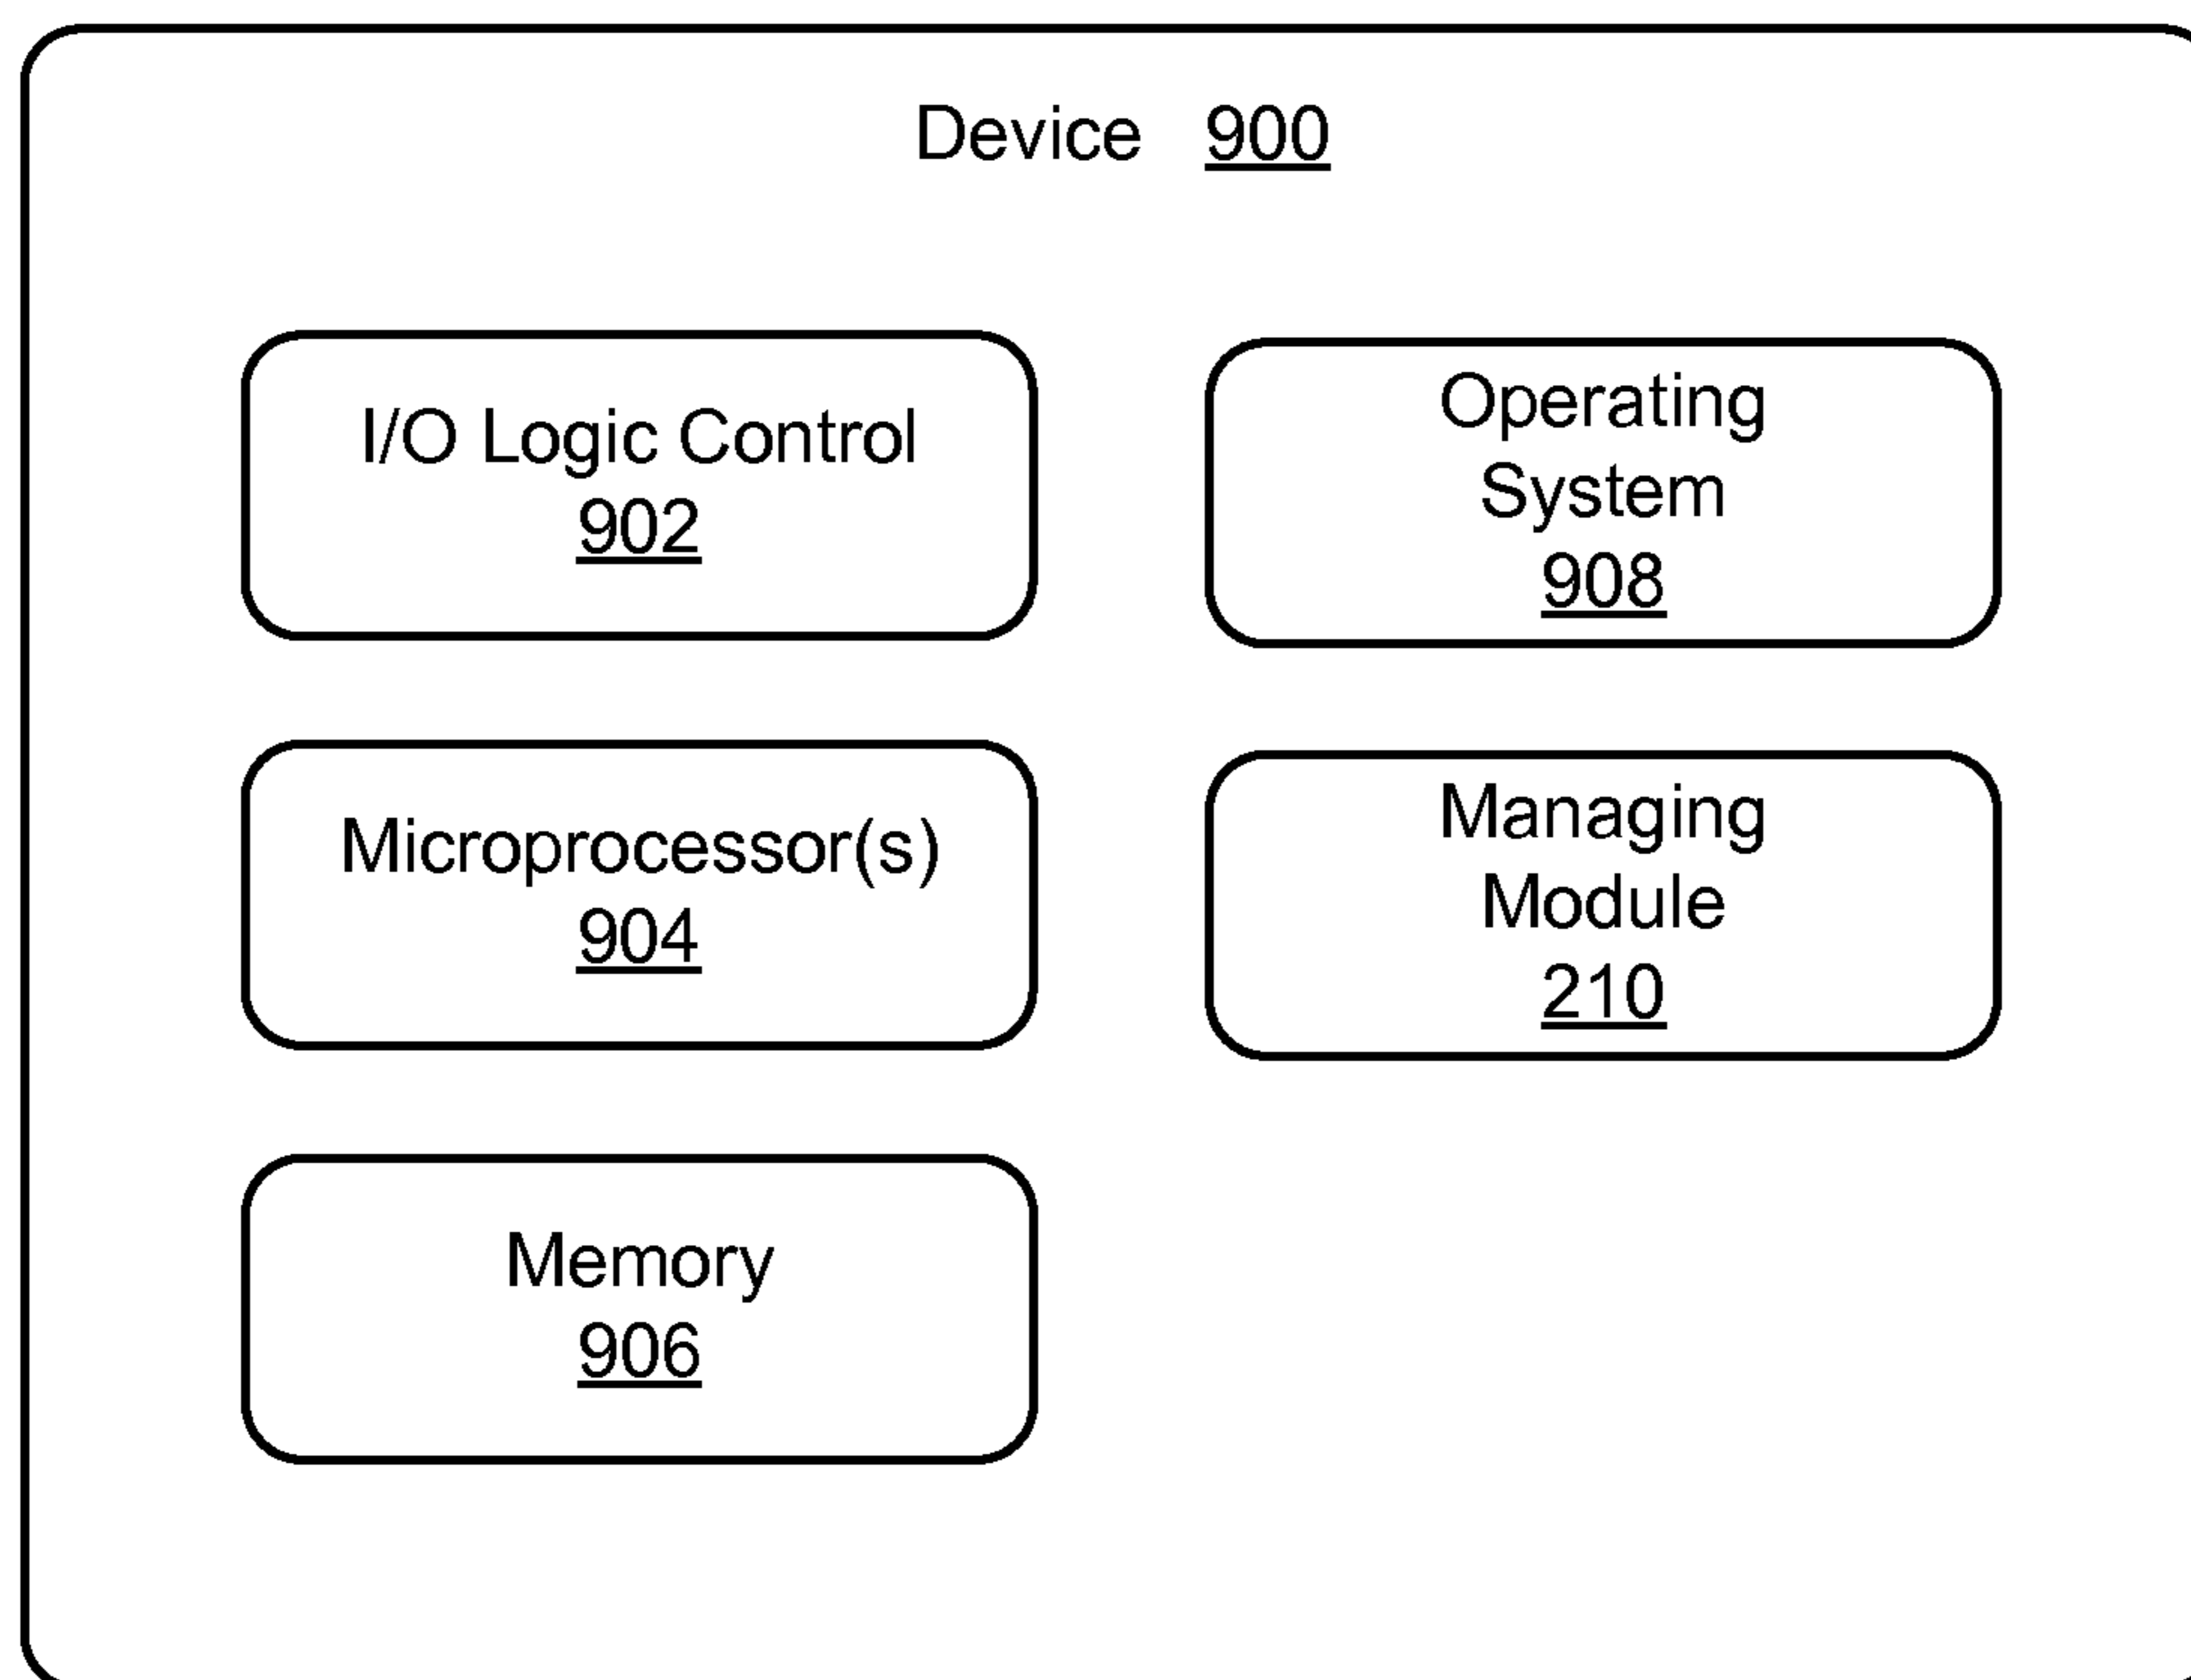 Device 900
I/O Logic Control
902
Operating
System
908
Microprocessor(s)
904
Managing
Module
210
Memory
906